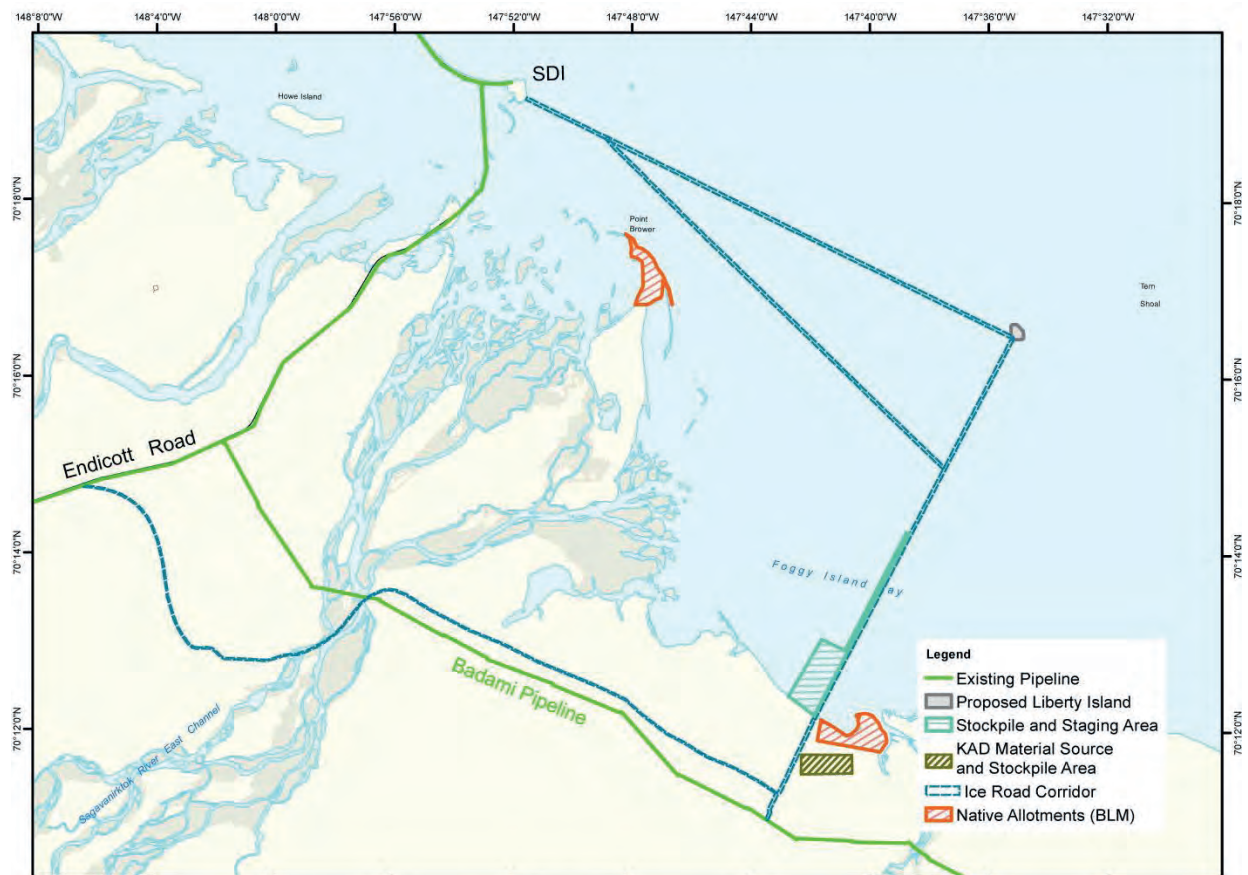 148°8'0"W
148°4'0"W
148°0'0"W
147°56'0"W
147°52'0"W
147°48'0"W
147°44'0"W
147°40'0"W
147°36'0"W
147°32'0"W
SDI
Howe Island
70°18'0"N
70°18'0"N
Point
Brower
P
Tern
Shoal
70°16'0"N
70°16'0"N
Endicott Road
70°14'0"N
70°14'0"N
Foggy Island Bay
Badami Pipeline
70°12'0"N
70°12'0"N
Sagavanirktok River East Channel
Legend
Existing Pipeline
Proposed Liberty Island
Stockpile and Staging Area
KAD Material Source
and Stockpile Area
Ice Road Corridor
Native Allotments (BLM)